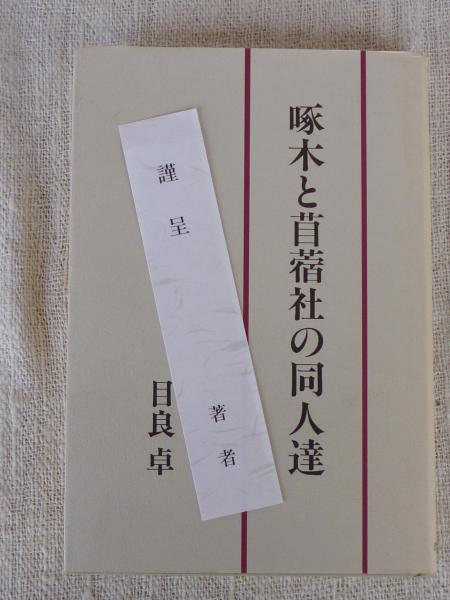 啄木と苜蓿社の同人達
謹呈 著者
目良卓